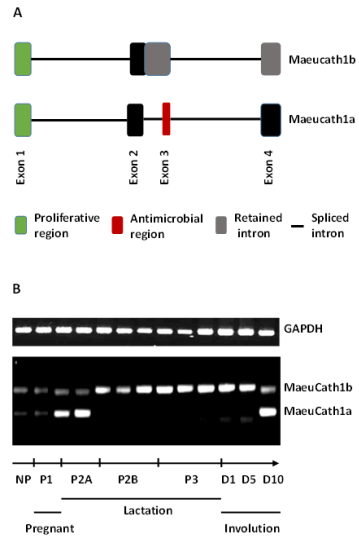 A
Maeucath1b
Maeucath1a
Exon 1
Exon 2
Exon 3
Exon 4
Proliferative region
Antimicrobial region
Retained intron
Spliced intron
B
GAPDH
MaeuCath1b
MaeuCath1a
NP P1 P2A P2B P3 D1 D5 D10
Lactation
Pregnant Involution